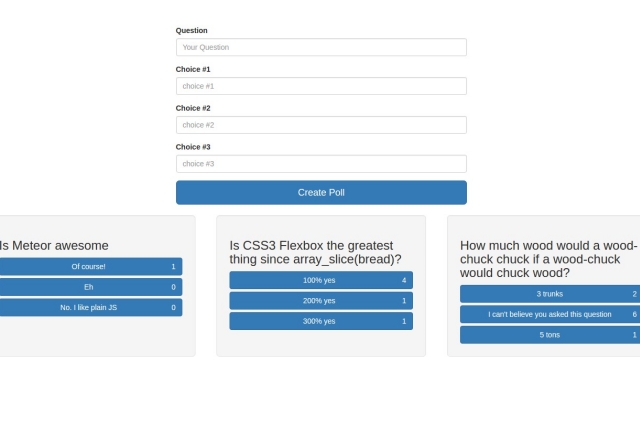 Question
Your Question
Choice #1
choice #1
Choice #2
choice #2
Choice #3
choice #3
Create Poll
Is Meteor awesome
Of course! 1
Eh 0
No. I like plain JS 0
Is CSS3 Flexbox the greatest
thing since array_slice(bread)?
100% yes 4
200% yes 1
300% yes 1
How much wood would a wood-
chuck chuck if a wood-chuck
would chuck wood?
3 trunks 2
I can't believe you asked this question 6
5 tons 1